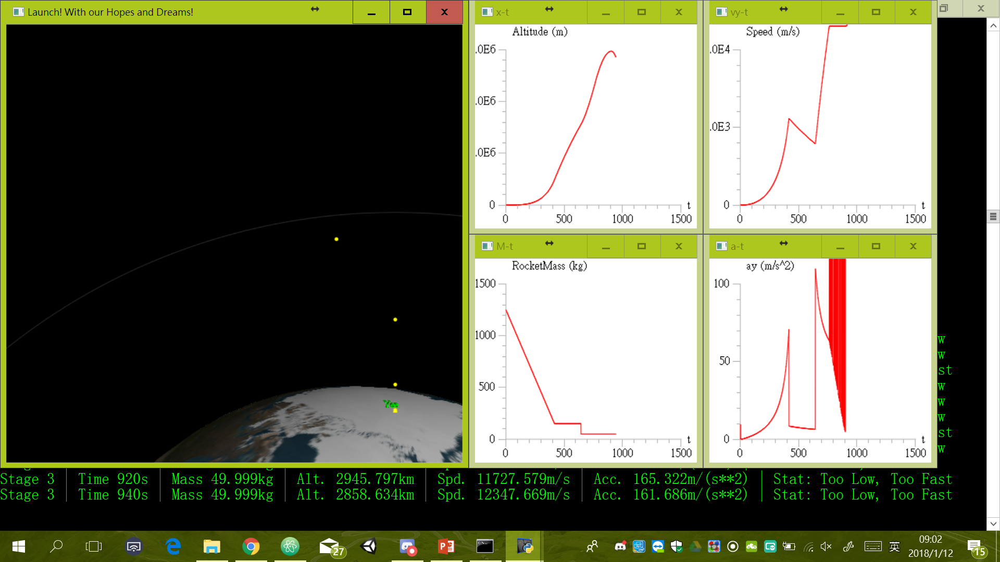 Launch! With our Hopes and Dreams!
Yes
x-t
Altitude (m)
.0E6
.0E6
.0E6
0
t
0 500 1000 1500
vy-t
Speed (m/s)
.0E4
.0E3
0
t
0 500 1000 1500
M-t
RocketMass (kg)
1500
1000
500
0
t
0 500 1000 1500
a-t
ay (m/s^2)
100
50
0
t
0 500 1000 1500
w
w
st
w
w
w
st
w
Stage 3 | Time 920s | Mass 49.999kg | Alt. 2945.797km | Spd. 11727.579m/s | Acc. 165.322m/(s**2) | Stat: Too Low, Too Fast
Stage 3 | Time 940s | Mass 49.999kg | Alt. 2858.634km | Spd. 12347.669m/s | Acc. 161.686m/(s**2) | Stat: Too Low, Too Fast
27
英
09:02
2018/1/12
15